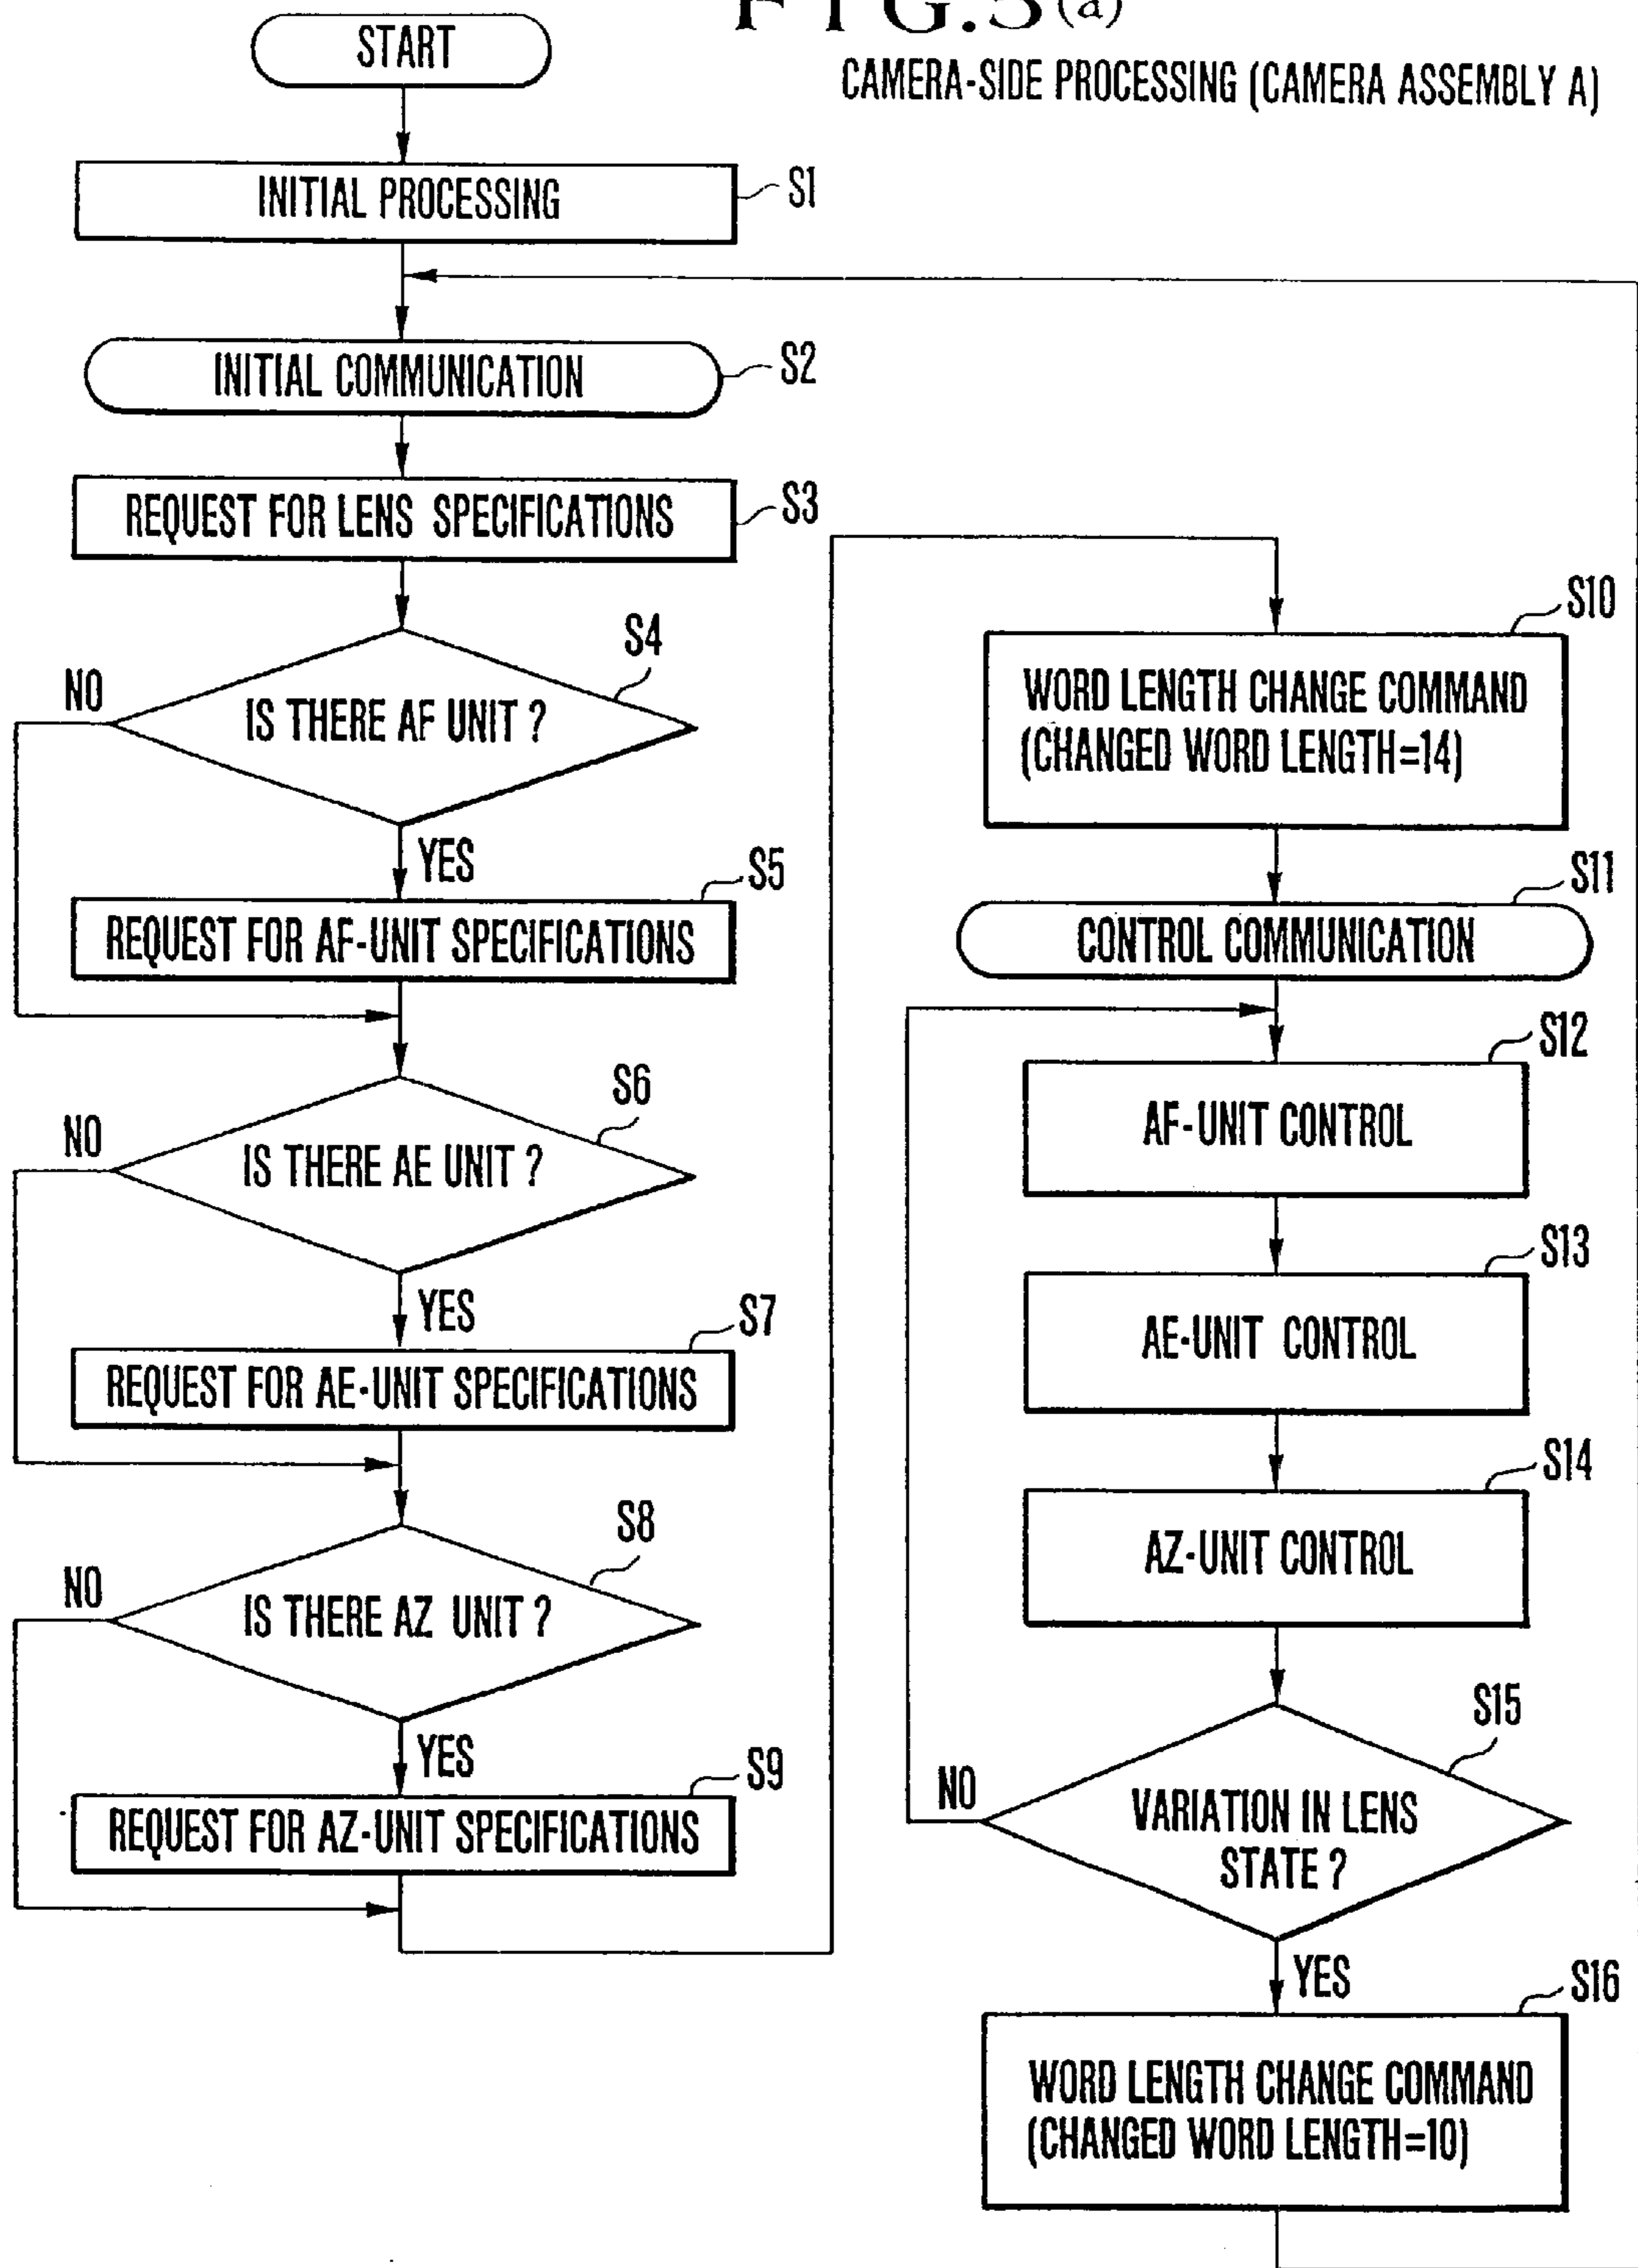 FIG.5(a)
CAMERA-SIDE PROCESSING (CAMERA ASSEMBLY A)
START
INITIAL PROCESSING
S1
INITIAL COMMUNICATION
S2
REQUEST FOR LENS SPECIFICATIONS
S3
S4
NO
IS THERE AF UNIT ?
YES
S5
REQUEST FOR AF-UNIT SPECIFICATIONS
S6
NO
IS THERE AE UNIT ?
YES
S7
REQUEST FOR AE-UNIT SPECIFICATIONS
S8
NO
IS THERE AZ UNIT ?
YES
S9
REQUEST FOR AZ-UNIT SPECIFICATIONS
S10
WORD LENGTH CHANGE COMMAND
(CHANGED WORD LENGTH=14)
S11
CONTROL COMMUNICATION
S12
AF-UNIT CONTROL
S13
AE-UNIT CONTROL
S14
AZ-UNIT CONTROL
S15
NO
VARIATION IN LENS
STATE ?
YES
S16
WORD LENGTH CHANGE COMMAND
(CHANGED WORD LENGTH=10)